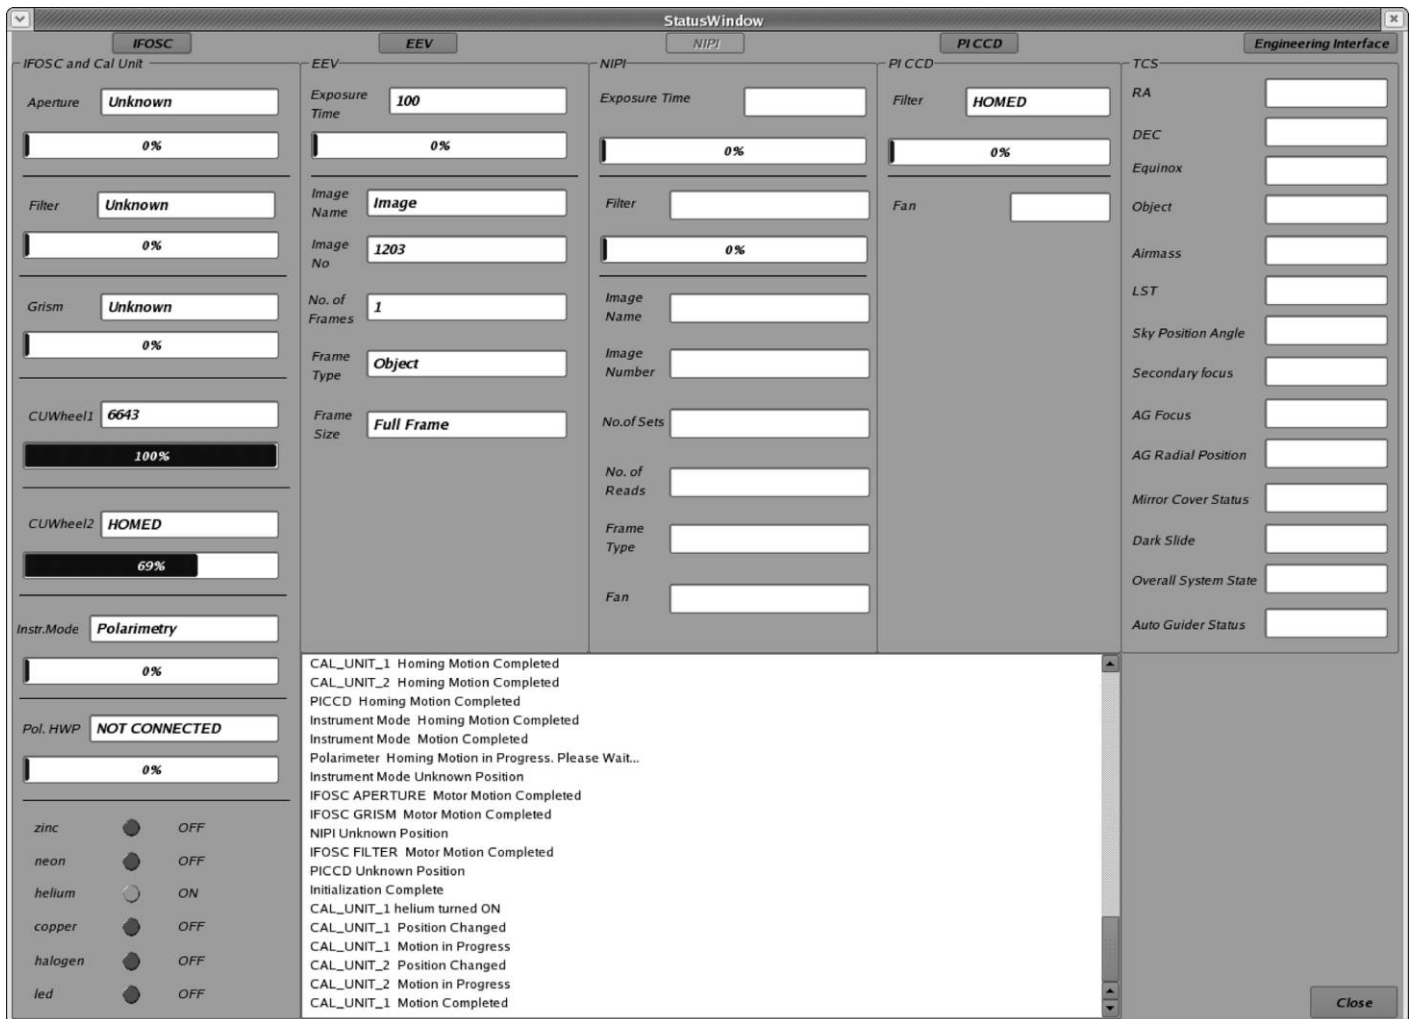 StatusWindow
IFOSC
EEV
NIPI
PI CCD
Engineering Interface
IFOSC and Cal Unit
Aperture
Unknown
0%
Filter
Unknown
0%
Grism
Unknown
0%
CUWheel1
6643
100%
CUWheel2
HOMED
69%
Instr.Mode
Polarimetry
0%
Pol. HWP
NOT CONNECTED
0%
zinc
OFF
neon
OFF
helium
ON
copper
OFF
halogen
OFF
led
OFF
EEV
Exposure
Time
100
0%
Image
Name
Image
Image
No
1203
No. of
Frames
1
Frame
Type
Object
Frame
Size
Full Frame
NIPI
Exposure Time
0%
Filter
0%
Image
Name
Image
Number
No.of Sets
No. of
Reads
Frame
Type
Fan
PI CCD
Filter
HOMED
0%
Fan
TCS
RA
DEC
Equinox
Object
Airmass
LST
Sky Position Angle
Secondary focus
AG Focus
AG Radial Position
Mirror Cover Status
Dark Slide
Overall System State
Auto Guider Status
CAL_UNIT_1 Homing Motion Completed
CAL_UNIT_2 Homing Motion Completed
PICCD Homing Motion Completed
Instrument Mode Homing Motion Completed
Instrument Mode Motion Completed
Polarimeter Homing Motion in Progress. Please Wait...
Instrument Mode Unknown Position
IFOSC APERTURE Motor Motion Completed
IFOSC GRISM Motor Motion Completed
NIPI Unknown Position
IFOSC FILTER Motor Motion Completed
PICCD Unknown Position
Initialization Complete
CAL_UNIT_1 helium turned ON
CAL_UNIT_1 Position Changed
CAL_UNIT_1 Motion in Progress
CAL_UNIT_2 Position Changed
CAL_UNIT_2 Motion in Progress
CAL_UNIT_1 Motion Completed
Close